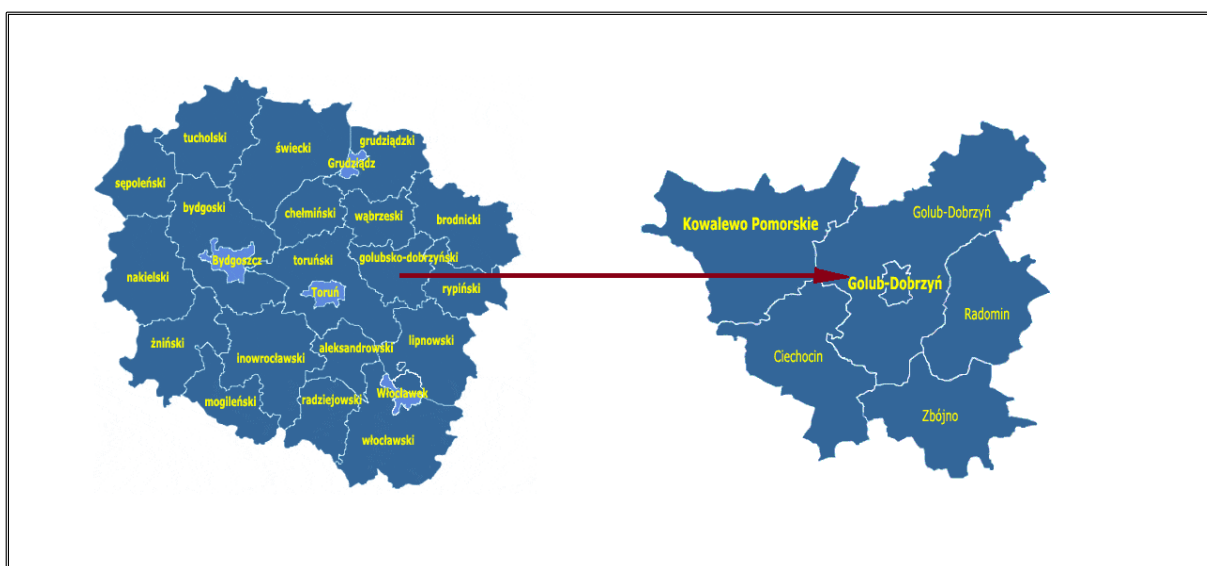 tucholski
świecki
grudziądzki
Grudziądz
sępoleński
bydgoski
chełmiński
wąbrzeski
brodnicki
Bydgoszcz
toruński
golubsko-dobrzyński
nakielski
Toruń
rypiński
żniński
inowrocławski
aleksandrowski
lipnowski
mogileński
radziejowski
Włocławek
włocławski
Kowalewo Pomorskie
Golub-Dobrzyń
Golub-Dobrzyń
Radomin
Ciechocin
Zbójno